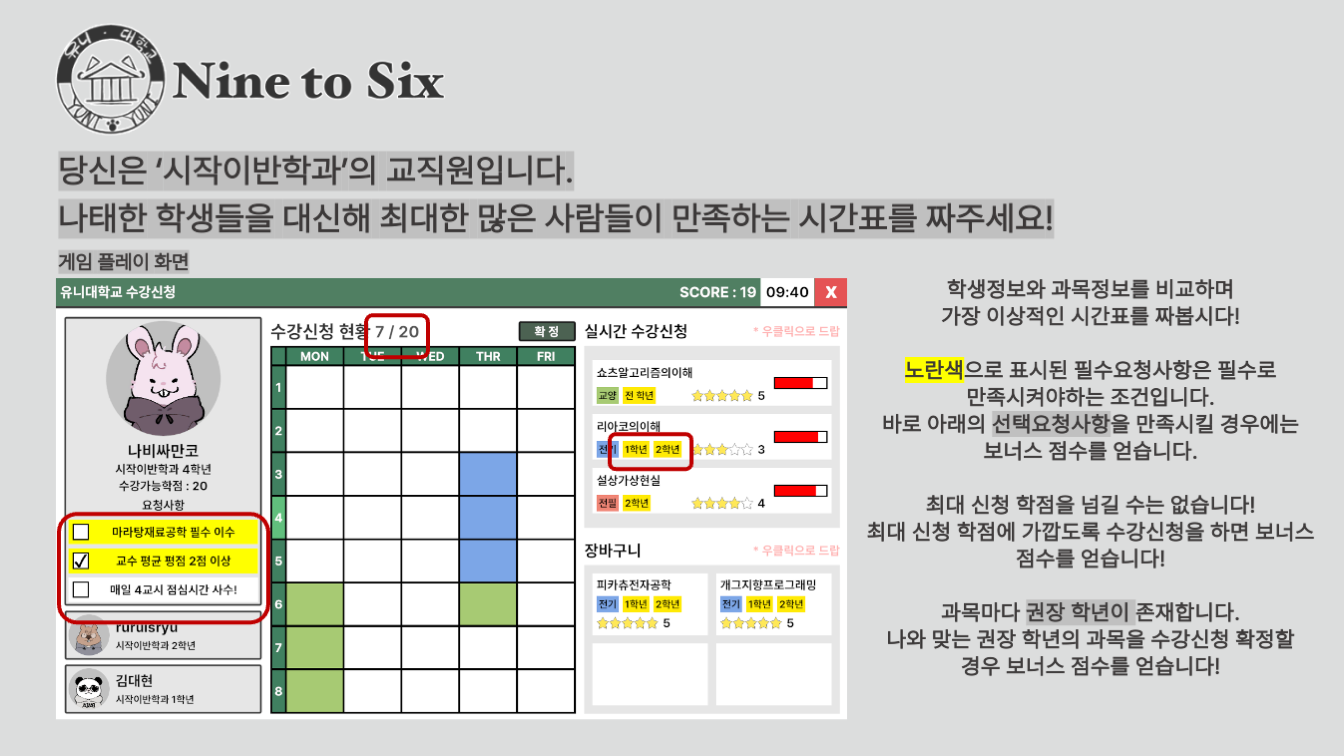 유니·대학교
YUNI YUNI
Nine to Six
당신은 ‘시작이반학과’의 교직원입니다.
나태한 학생들을 대신해 최대한 많은 사람들이 만족하는 시간표를 짜주세요!
게임 플레이 화면
유니대학교 수강신청
SCORE : 19
09:40
X
나비싸만코
시작이반학과 4학년
수강가능학점 : 20
요청사항
마라탕재료공학 필수 이수
교수 평균 평점 2점 이상
매일 4교시 점심시간 사수!
ruruisryu
시작이반학과 2학년
김대현
시작이반학과 1학년
수강신청 현황 7 / 20
확 정
MON TUE WED THR FRI
1
2
3
4
5
6
7
8
실시간 수강신청
* 우클릭으로 드랍
쇼츠알고리즘의이해
교양 전 학년 5
리아코의이해
전기 1학년 2학년 3
설상가상현실
전필 2학년 4
장바구니
* 우클릭으로 드랍
피카츄전자공학
전기 1학년 2학년
5
개그지향프로그래밍
전기 1학년 2학년
5
학생정보와 과목정보를 비교하며
가장 이상적인 시간표를 짜봅시다!
노란색으로 표시된 필수요청사항은 필수로
만족시켜야하는 조건입니다.
바로 아래의 선택요청사항을 만족시킬 경우에는
보너스 점수를 얻습니다.
최대 신청 학점을 넘길 수는 없습니다!
최대 신청 학점에 가깝도록 수강신청을 하면 보너스
점수를 얻습니다!
과목마다 권장 학년이 존재합니다.
나와 맞는 권장 학년의 과목을 수강신청 확정할
경우 보너스 점수를 얻습니다!